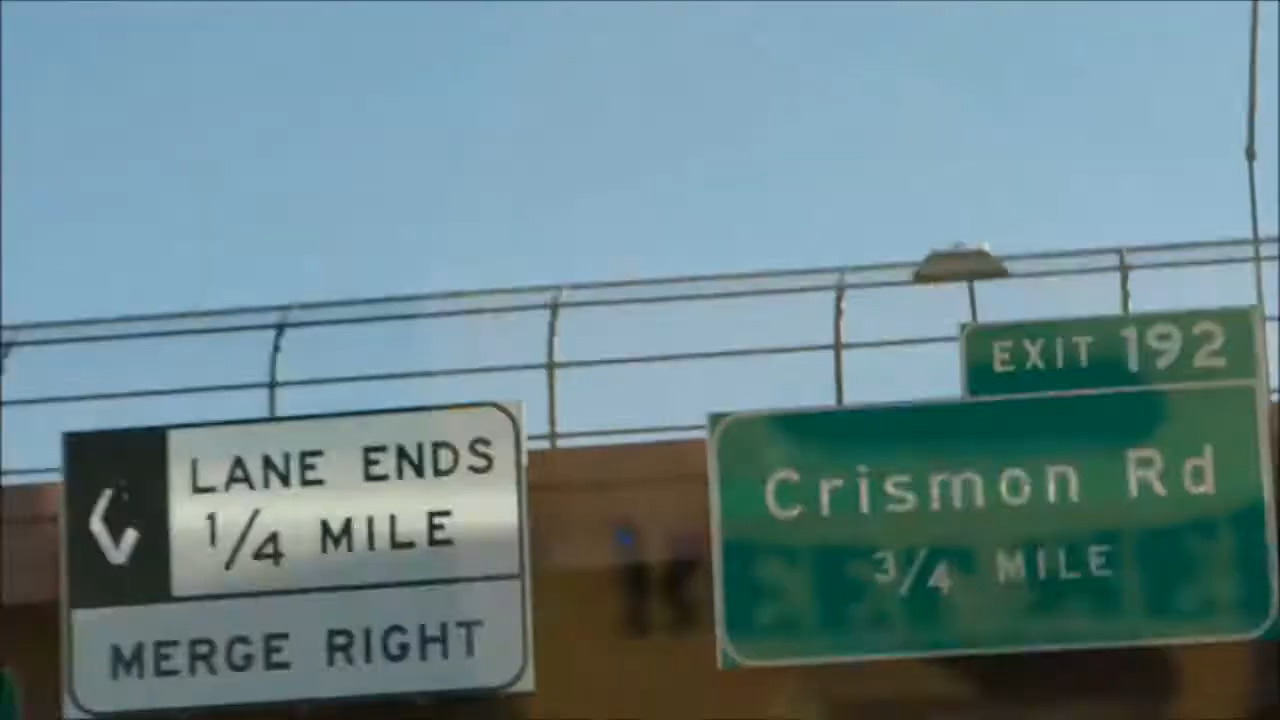 LANE ENDS
1/4 MILE
MERGE RIGHT
EXIT 192
Crismon Rd
3/4 MILE